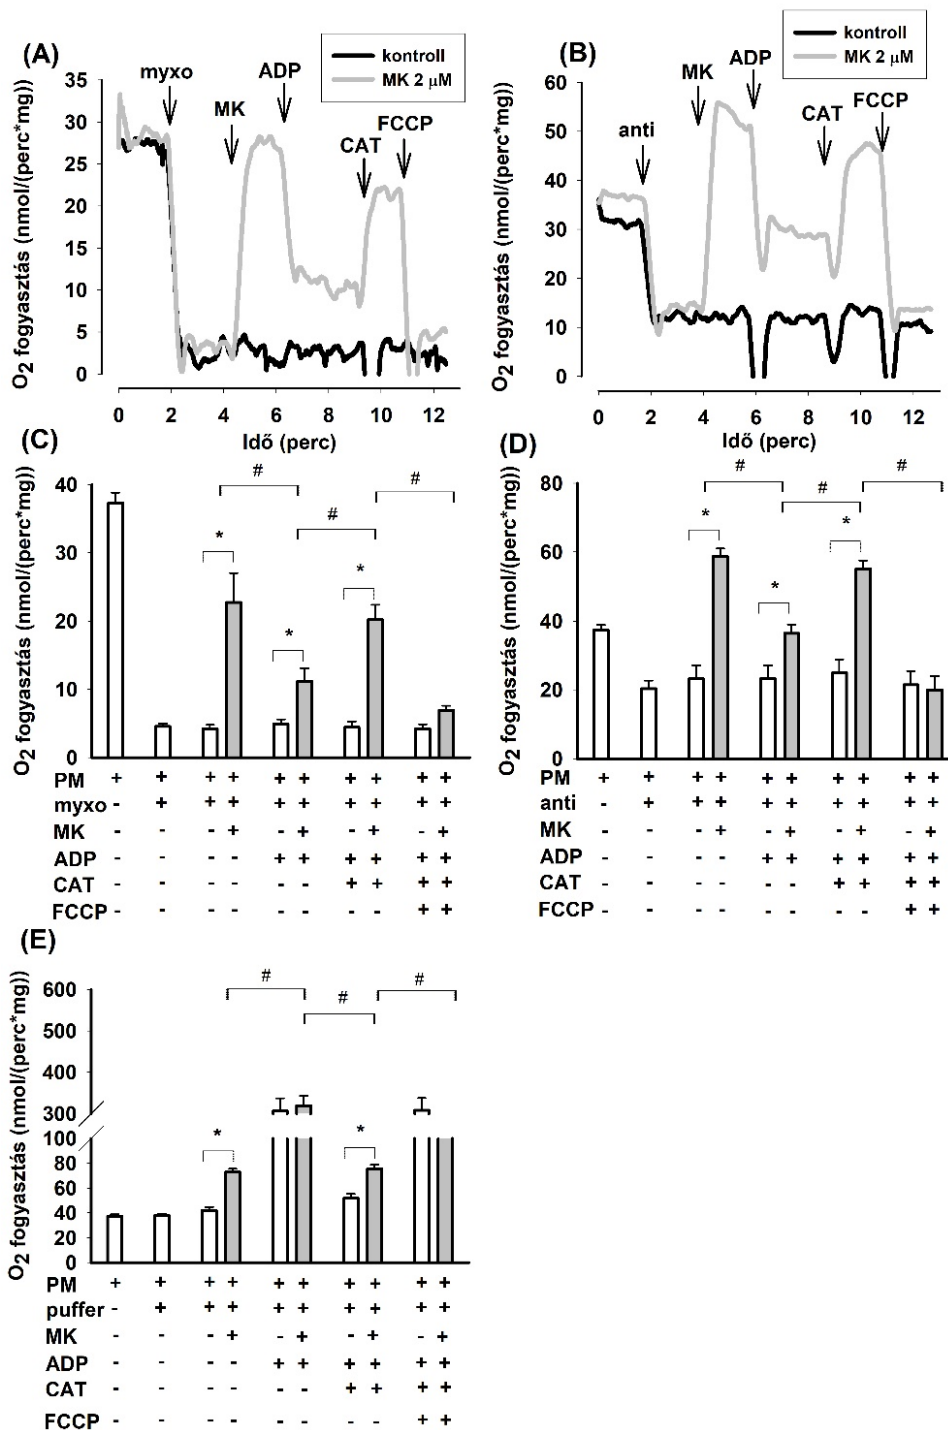 (A)
kontroll
MK 2 μM
myxo
MK
ADP
CAT
FCCP
O2 fogyasztás (nmol/(perc*mg))
35
30
25
20
15
10
5
0
0 2 4 6 8 10 12
Idő (perc)
(B)
kontroll
MK 2 μM
anti
MK
ADP
CAT
FCCP
O2 fogyasztás (nmol/(perc*mg))
60
50
40
30
20
10
0
0 2 4 6 8 10 12
Idő (perc)
(C)
O2 fogyasztás (nmol/(perc*mg))
40
30
20
10
0
# # #
* * *
PM + + + + + + + + + +
myxo - + + + + + + + + +
MK - - - + - + - + - +
ADP - - - - + + + + + +
CAT - - - - - - + + + +
FCCP - - - - - - - - + +
(D)
O2 fogyasztás (nmol/(perc*mg))
80
60
40
20
0
# # #
* * *
PM + + + + + + + + + +
anti - + + + + + + + + +
MK - - - + - + - + - +
ADP - - - - + + + + + +
CAT - - - - - - + + + +
FCCP - - - - - - - - + +
(E)
O2 fogyasztás (nmol/(perc*mg))
600
500
400
300
100
80
60
40
20
0
# # #
* *
PM + + + + + + + + + +
puffer - + + + + + + + + +
MK - - - + - + - + - +
ADP - - - - + + + + + +
CAT - - - - - - + + + +
FCCP - - - - - - - - + +